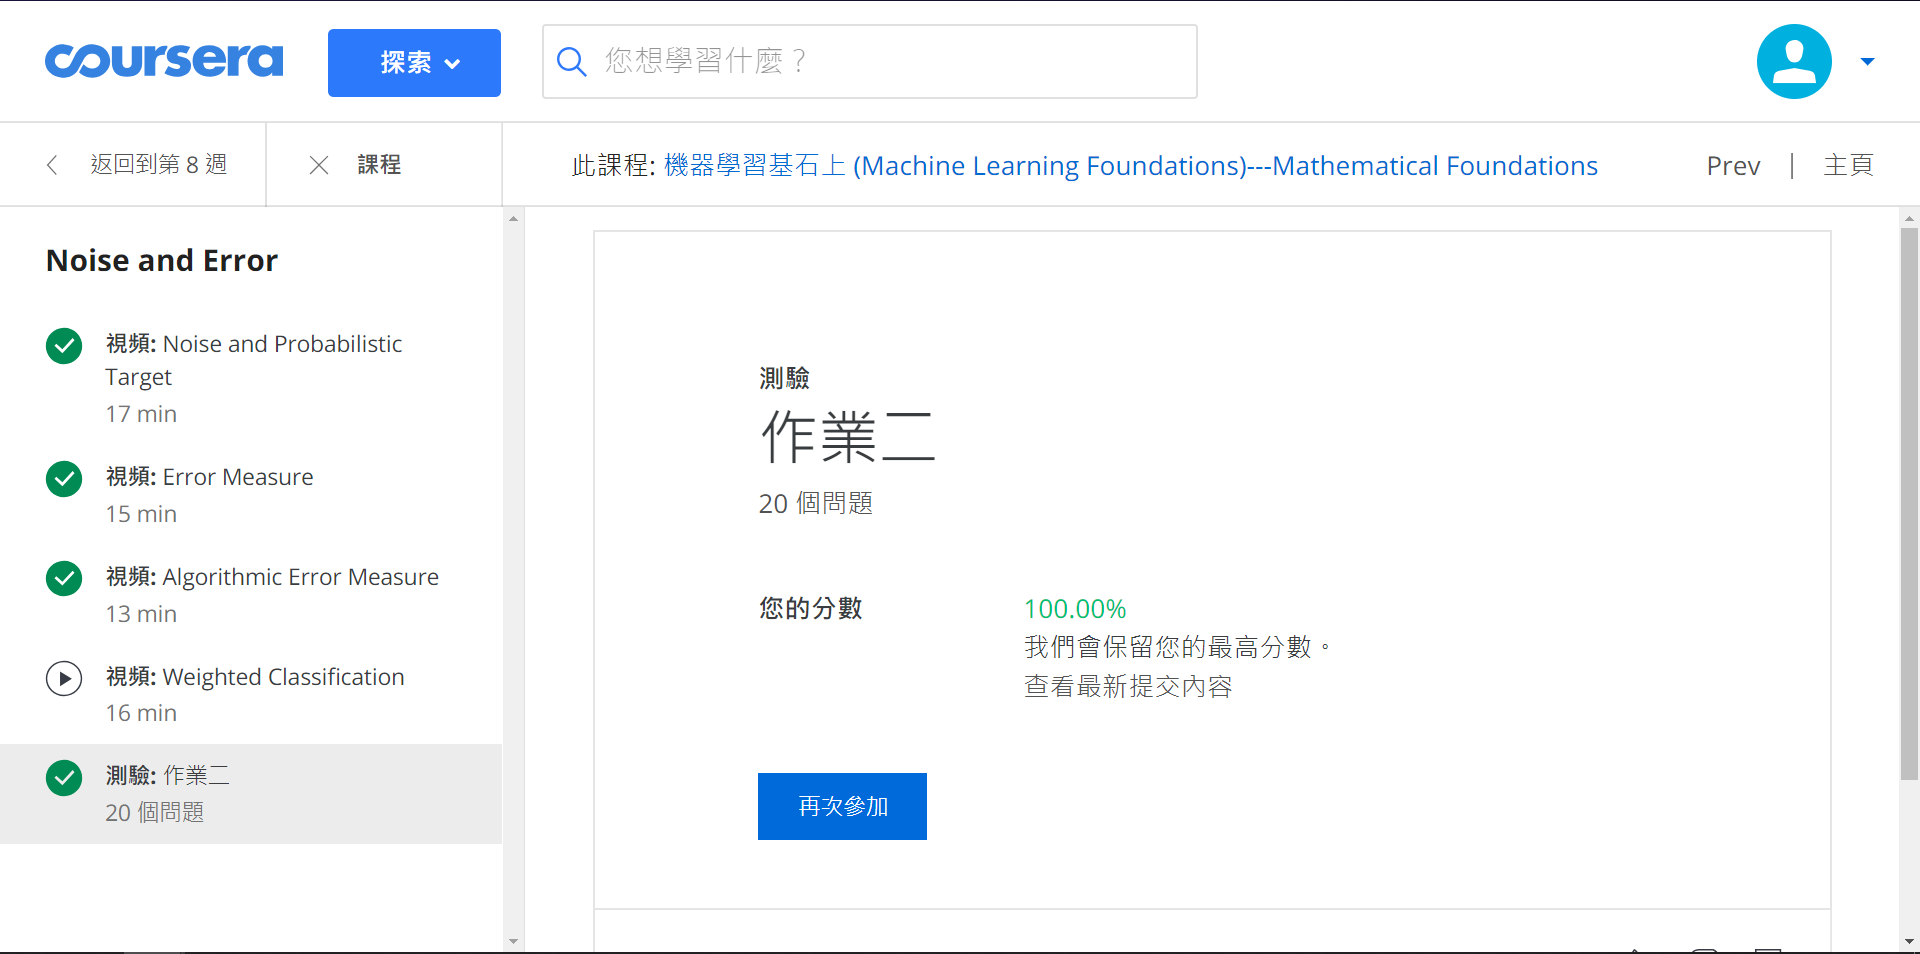 coursera
探索
您想學習什麼？
返回到第 8 週
課程
此課程: 機器學習基石上 (Machine Learning Foundations)---Mathematical Foundations
Prev | 主頁
Noise and Error
視頻: Noise and Probabilistic
Target
17 min
視頻: Error Measure
15 min
視頻: Algorithmic Error Measure
13 min
視頻: Weighted Classification
16 min
測驗: 作業二
20 個問題
測驗
作業二
20 個問題
您的分數
100.00%
我們會保留您的最高分數。
查看最新提交內容
再次參加